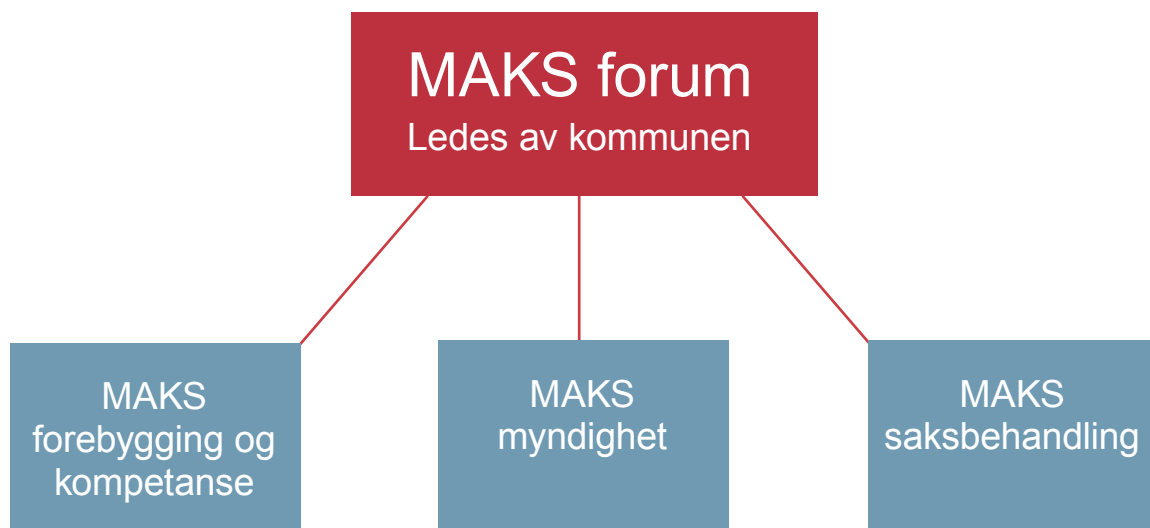 MAKS forum
Ledes av kommunen
MAKS
forebygging og
kompetanse
MAKS
myndighet
MAKS
saksbehandling